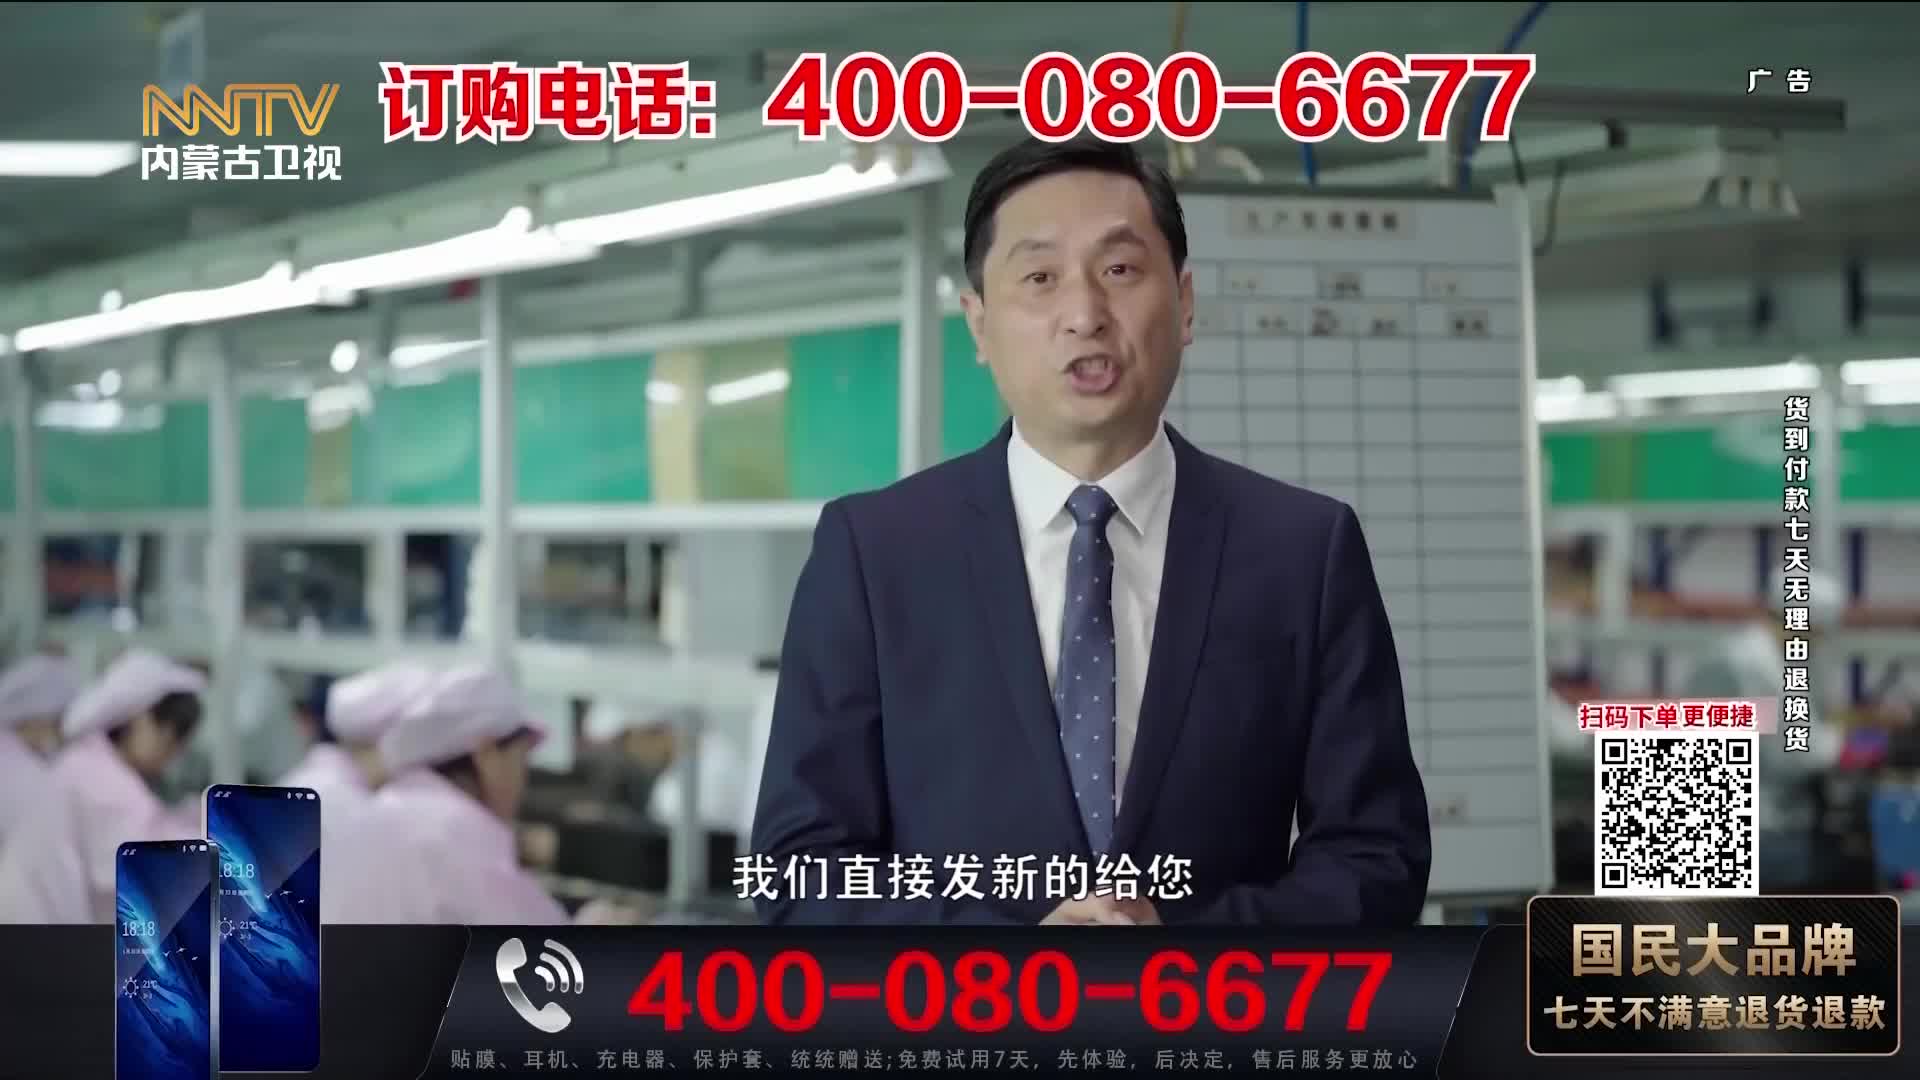 NNTV
内蒙古卫视
订购电话：400-080-6677
广告
货到付款七天无理由退换货
扫码下单更便捷
18:18
21℃
18:18
21℃
我们直接发新的给您
400-080-6677
贴膜、耳机、充电器、保护套、统统赠送;免费试用7天，先体验，后决定，售后服务更放心
国民大品牌
七天不满意退货退款